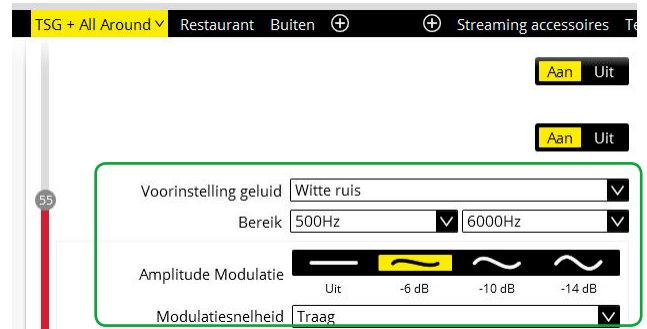 TSG + All Around Restaurant Buiten Streaming accessoires
Aan Uit
Aan Uit
55
Voorinstelling geluid Witte ruis
Bereik 500Hz 6000Hz
Amplitude Modulatie
Uit -6 dB -10 dB -14 dB
Modulatiesnelheid Traag